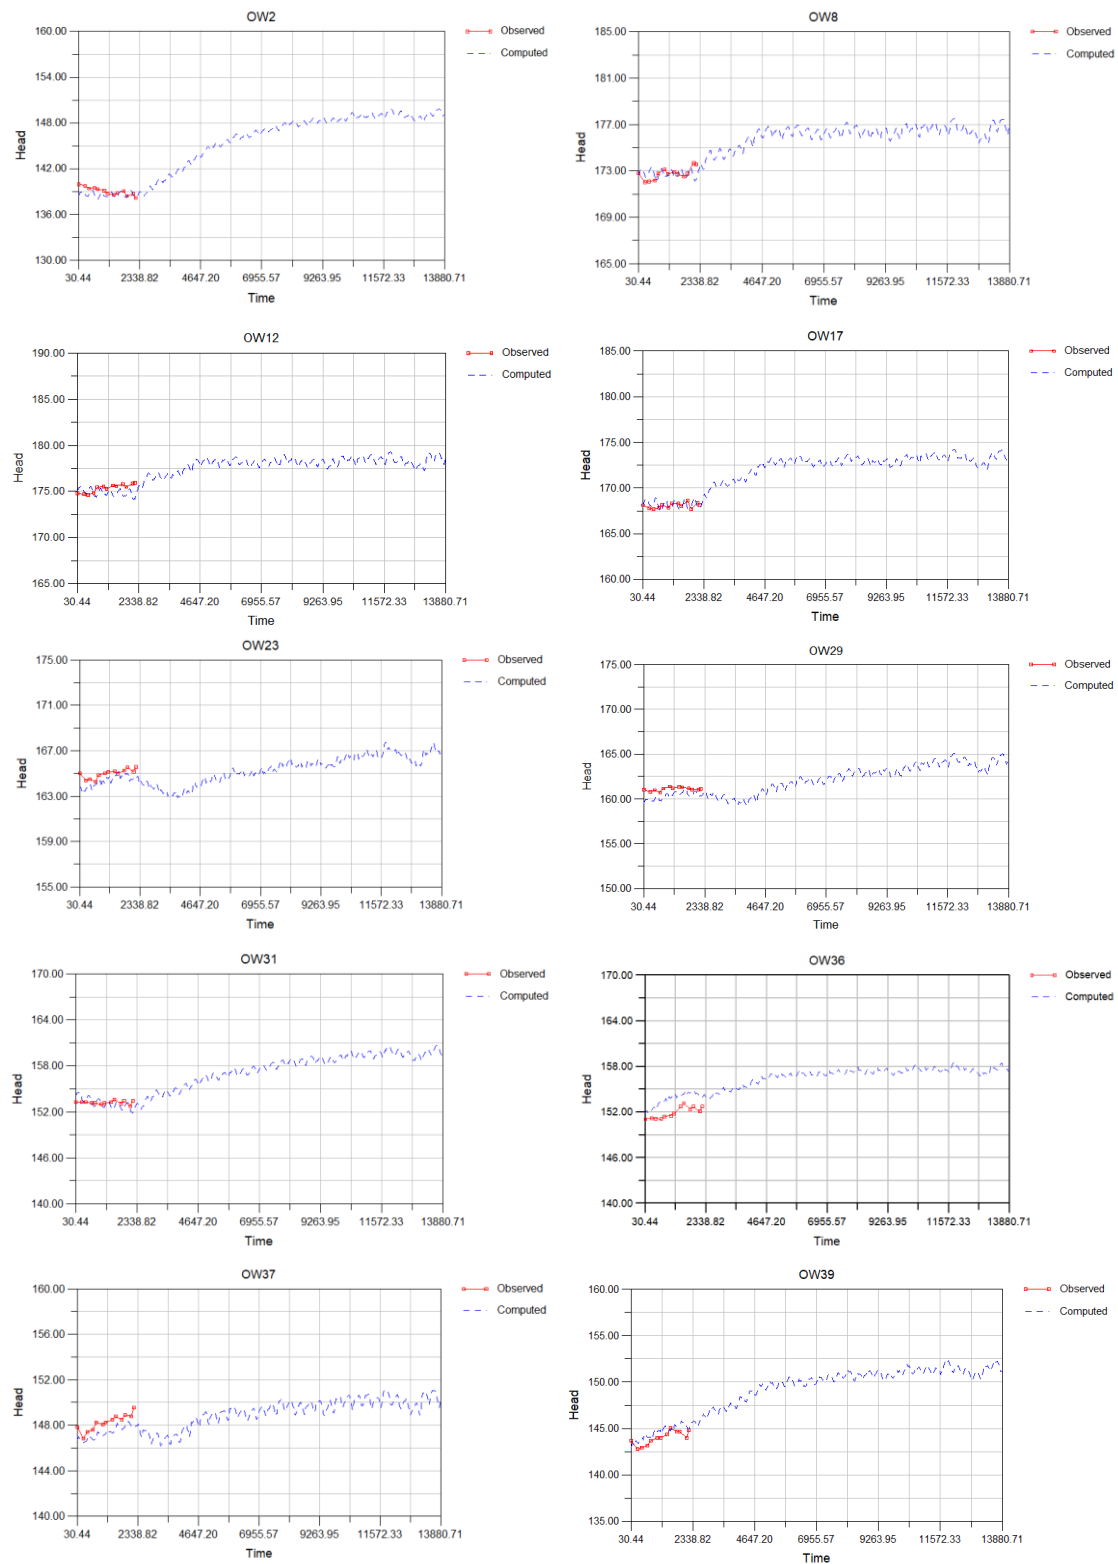 OW2
160.00
154.00
148.00
142.00
136.00
130.00
Head
30.44 2338.82 4647.20 6955.57 9263.95 11572.33 13880.71
Time
Observed
Computed
OW8
185.00
181.00
177.00
173.00
169.00
165.00
Head
30.44 2338.82 4647.20 6955.57 9263.95 11572.33 13880.71
Time
Observed
Computed
OW12
190.00
185.00
180.00
175.00
170.00
165.00
Head
30.44 2338.82 4647.20 6955.57 9263.95 11572.33 13880.71
Time
Observed
Computed
OW17
185.00
180.00
175.00
170.00
165.00
160.00
Head
30.44 2338.82 4647.20 6955.57 9263.95 11572.33 13880.71
Time
Observed
Computed
OW23
175.00
171.00
167.00
163.00
159.00
155.00
Head
30.44 2338.82 4647.20 6955.57 9263.95 11572.33 13880.71
Time
Observed
Computed
OW29
175.00
170.00
165.00
160.00
155.00
150.00
Head
30.44 2338.82 4647.20 6955.57 9263.95 11572.33 13880.71
Time
Observed
Computed
OW31
170.00
164.00
158.00
152.00
146.00
140.00
Head
30.44 2338.82 4647.20 6955.57 9263.95 11572.33 13880.71
Time
Observed
Computed
OW36
170.00
164.00
158.00
152.00
146.00
140.00
Head
30.44 2338.82 4647.20 6955.57 9263.95 11572.33 13880.71
Time
Observed
Computed
OW37
160.00
156.00
152.00
148.00
144.00
140.00
Head
30.44 2338.82 4647.20 6955.57 9263.95 11572.33 13880.71
Time
Observed
Computed
OW39
160.00
155.00
150.00
145.00
140.00
135.00
Head
30.44 2338.82 4647.20 6955.57 9263.95 11572.33 13880.71
Time
Observed
Computed